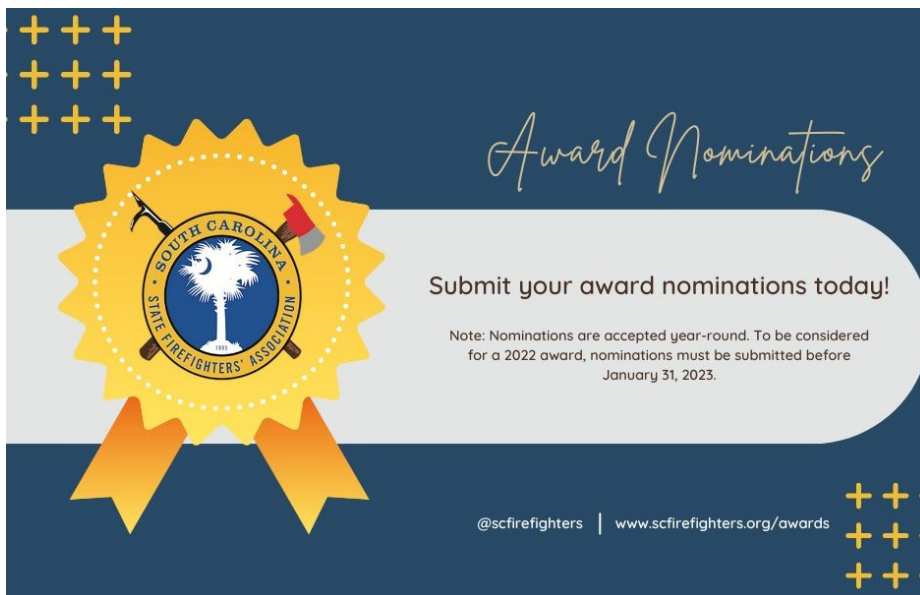 Award Nominations
SOUTH CAROLINA
STATE FIREFIGHTERS' ASSOCIATION
Submit your award nominations today!
Note: Nominations are accepted year-round. To be considered
for a 2022 award, nominations must be submitted before
January 31, 2023.
@scfirefighters | www.scfirefighters.org/awards